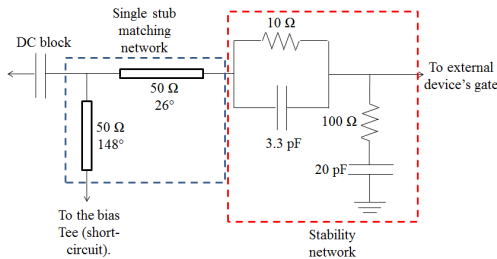 Single stub
matching
network
DC block
10 Ω
To external
device's gate
50 Ω
26°
50 Ω
148°
100 Ω
3.3 pF
20 pF
To the bias
Tee (short-
circuit).
Stability
network